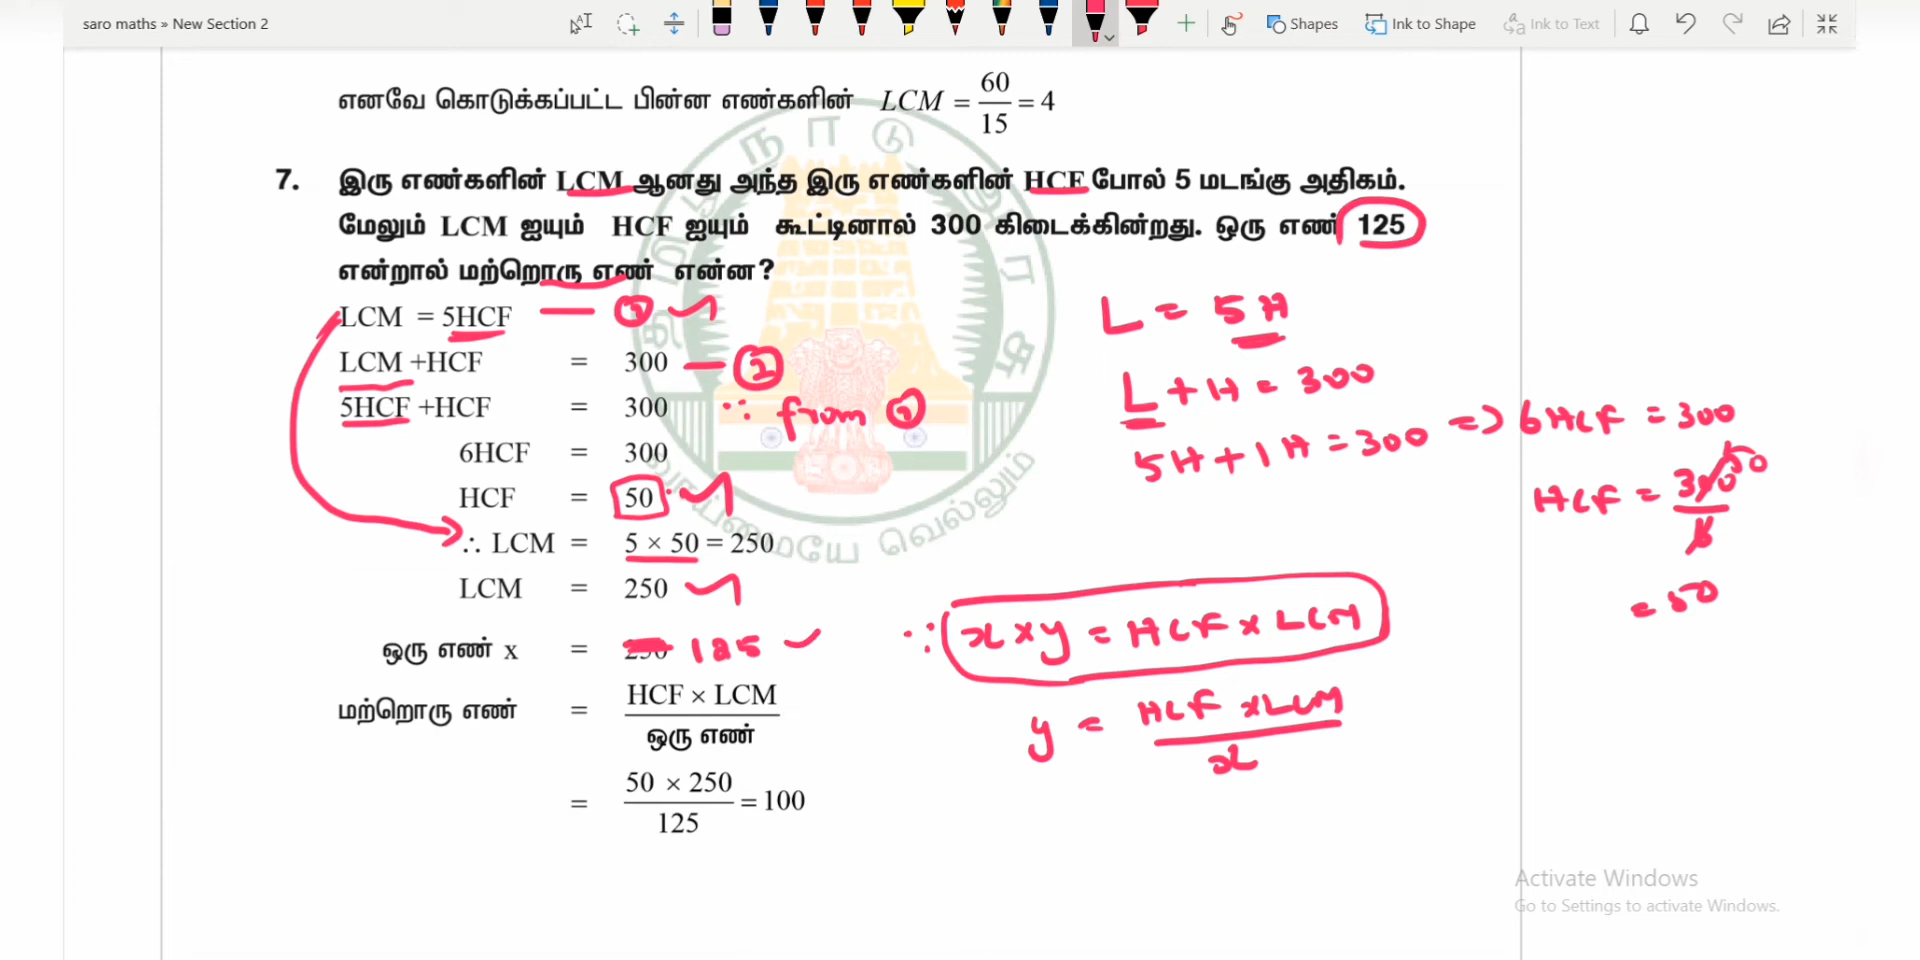 saro maths » New Section 2
Shapes
Ink to Shape
Ink to Text
எனவே கொடுக்கப்பட்ட பின்ன எண்களின் LCM = 60/15 = 4
7. இரு எண்களின் LCM ஆனது அந்த இரு எண்களின் HCF போல் 5 மடங்கு அதிகம்.
மேலும் LCM ஐயும் HCF ஐயும் கூட்டினால் 300 கிடைக்கின்றது. ஒரு எண் 125
என்றால் மற்றொரு எண் என்ன?
LCM = 5HCF — 1
LCM +HCF = 300 — 2
5HCF +HCF = 300 ∵ from 1
6HCF = 300
HCF = 50
∴ LCM = 5 × 50 = 250
LCM = 250
ஒரு எண் x = 250 125
மற்றொரு எண் = HCF × LCM / ஒரு எண்
= 50 × 250 / 125 = 100
L = 5H
L + H = 300
5H + 1H = 300 => 6HCF = 300
HCF = 300/6 50
= 50
∵ x × y = HCF × LCM
y = HCF × LCM / x
தமிழ்நாடு அரசு
வாய்மையே வெல்லும்
Activate Windows
Go to Settings to activate Windows.